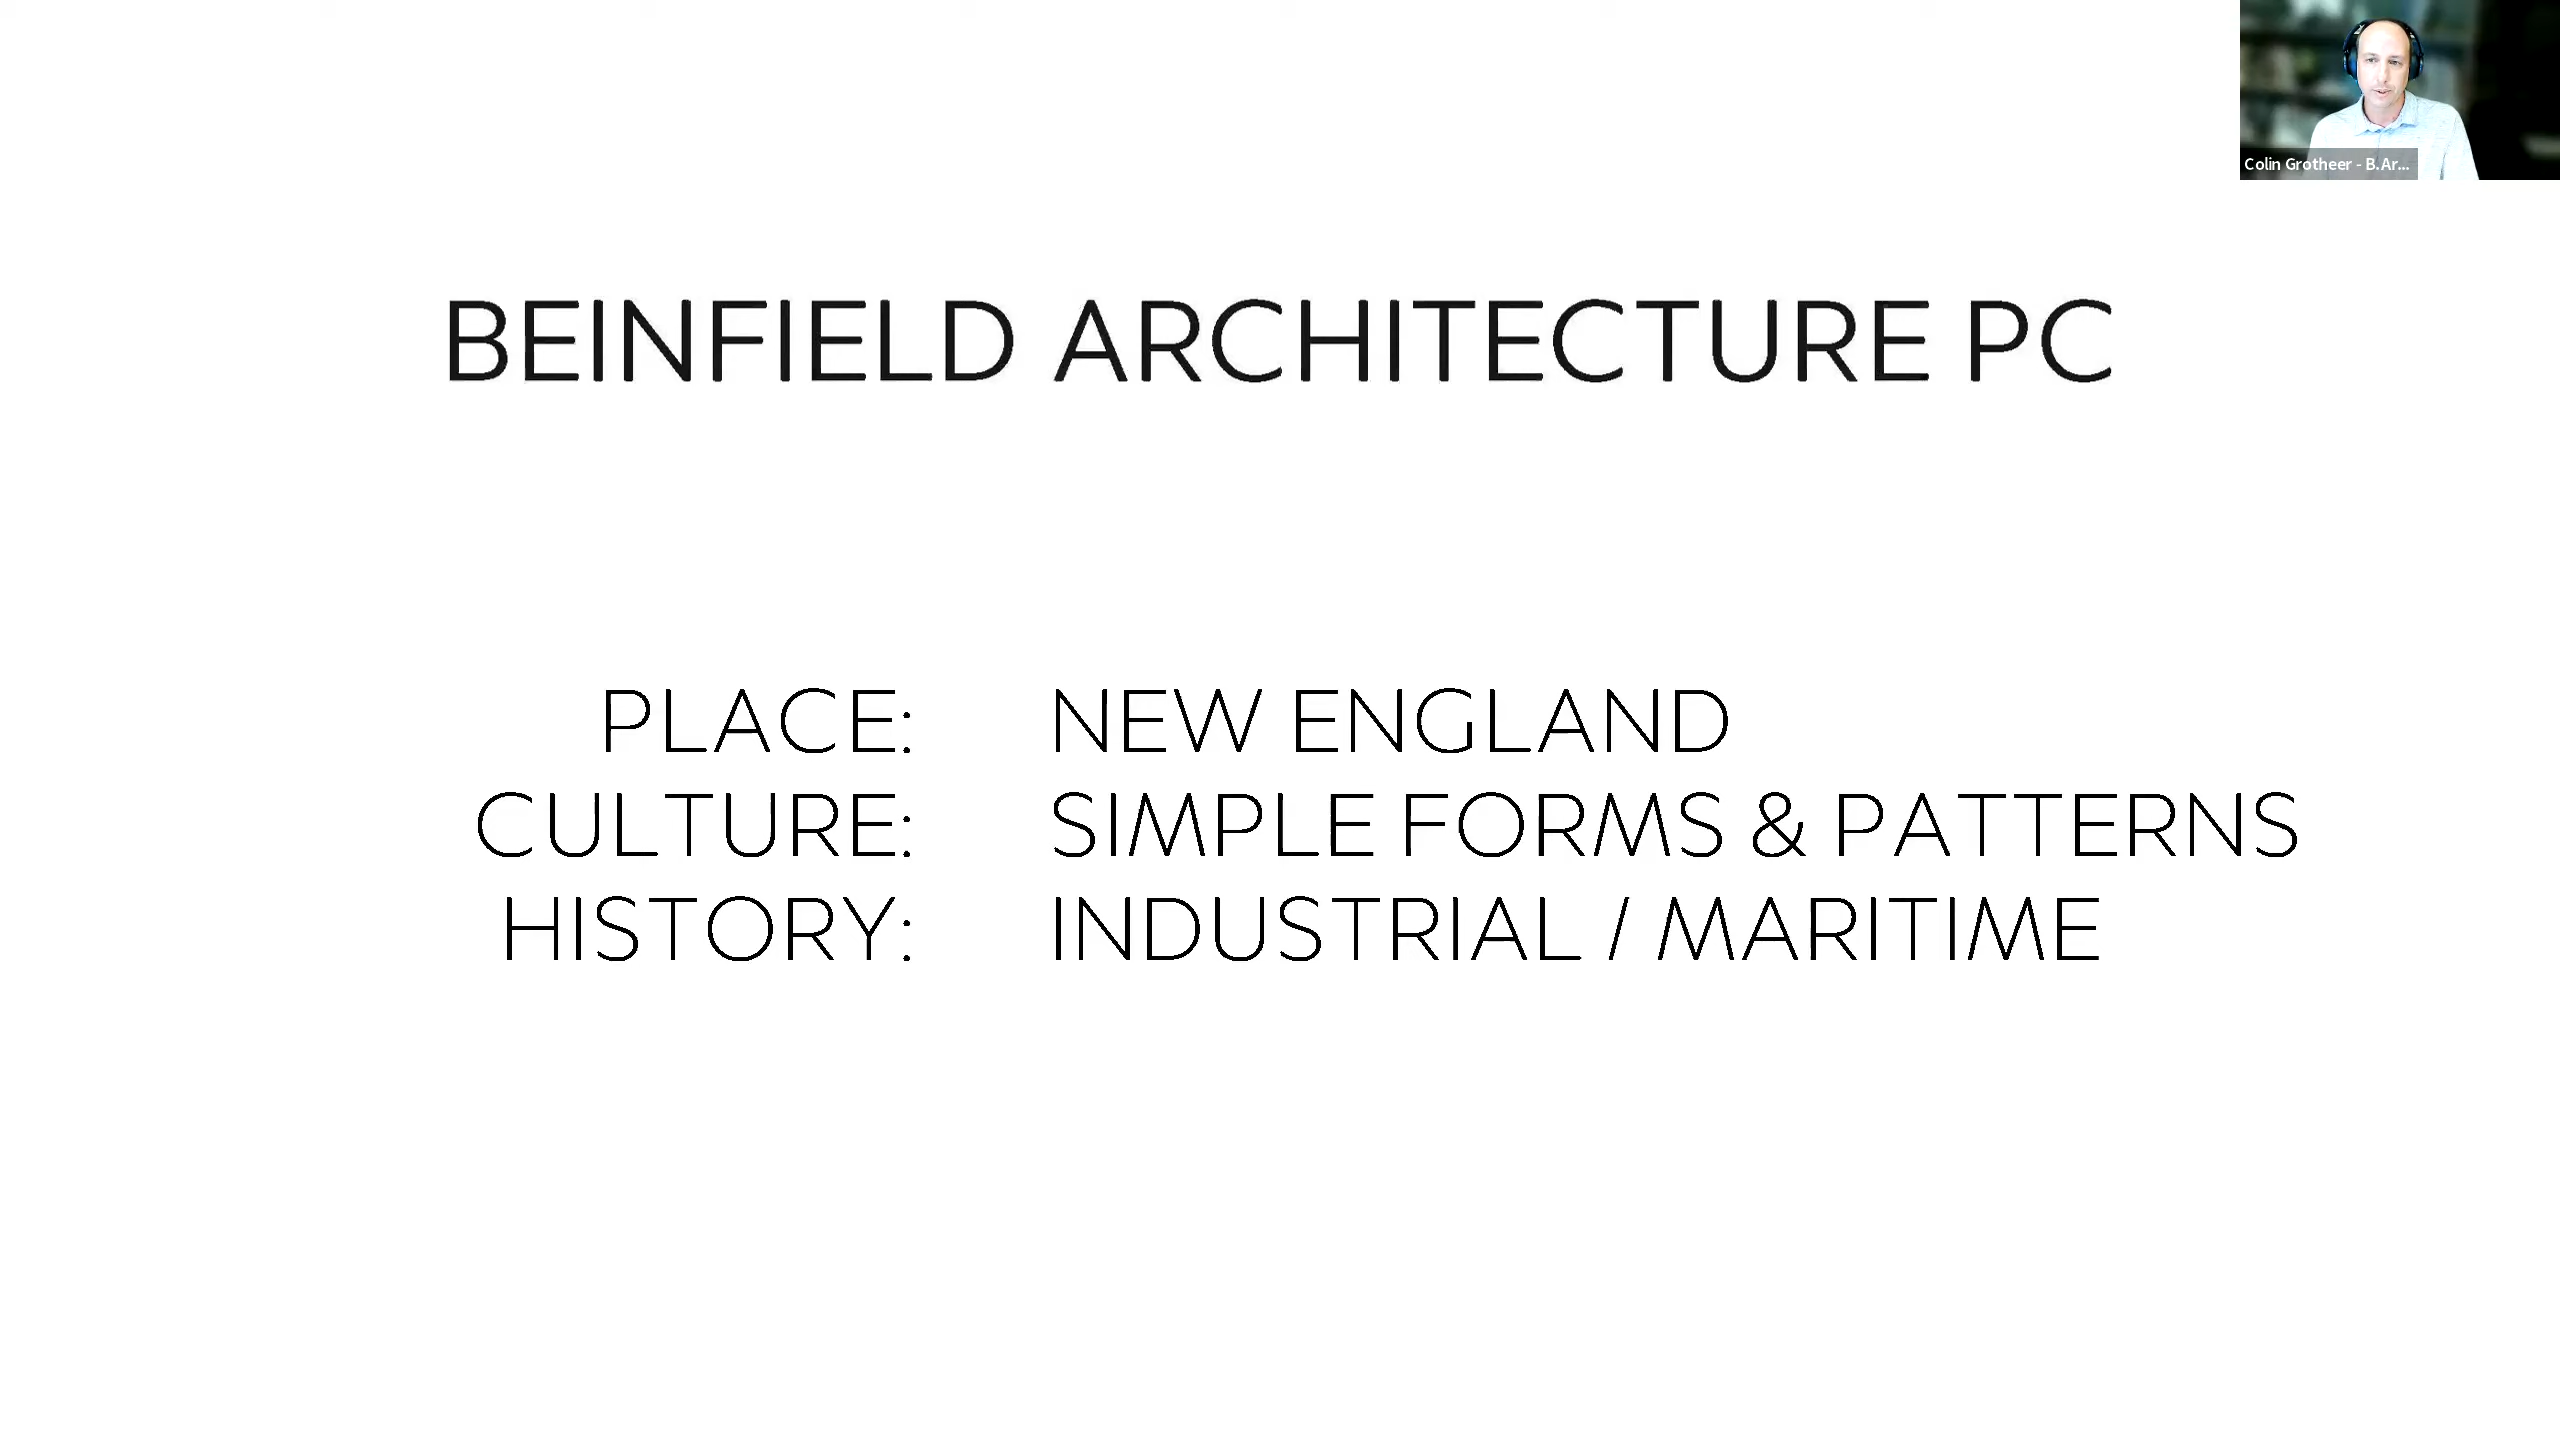 Colin Grotheer - B.Ar...
BEINFIELD ARCHITECTURE PC
PLACE: NEW ENGLAND
CULTURE: SIMPLE FORMS & PATTERNS
HISTORY: INDUSTRIAL / MARITIME